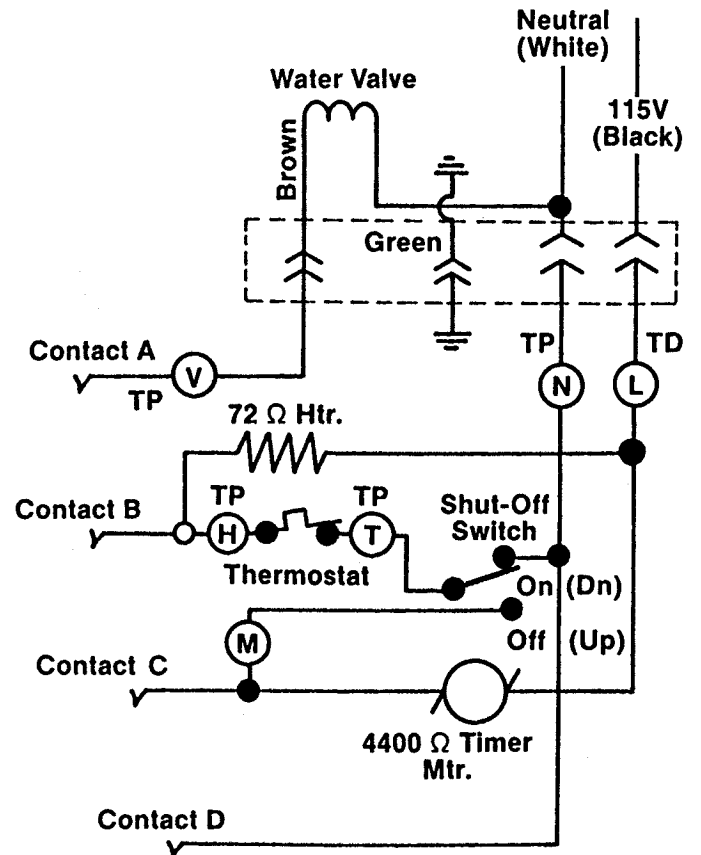 Neutral
(White)
Water Valve
115V
(Black)
Brown
Green
Contact A
V
TP
TP
TD
N
L
72 Ω Htr.
Contact B
TP
TP
H
T
Thermostat
Shut-Off
Switch
On (Dn)
Off (Up)
M
Contact C
4400 Ω Timer
Mtr.
Contact D